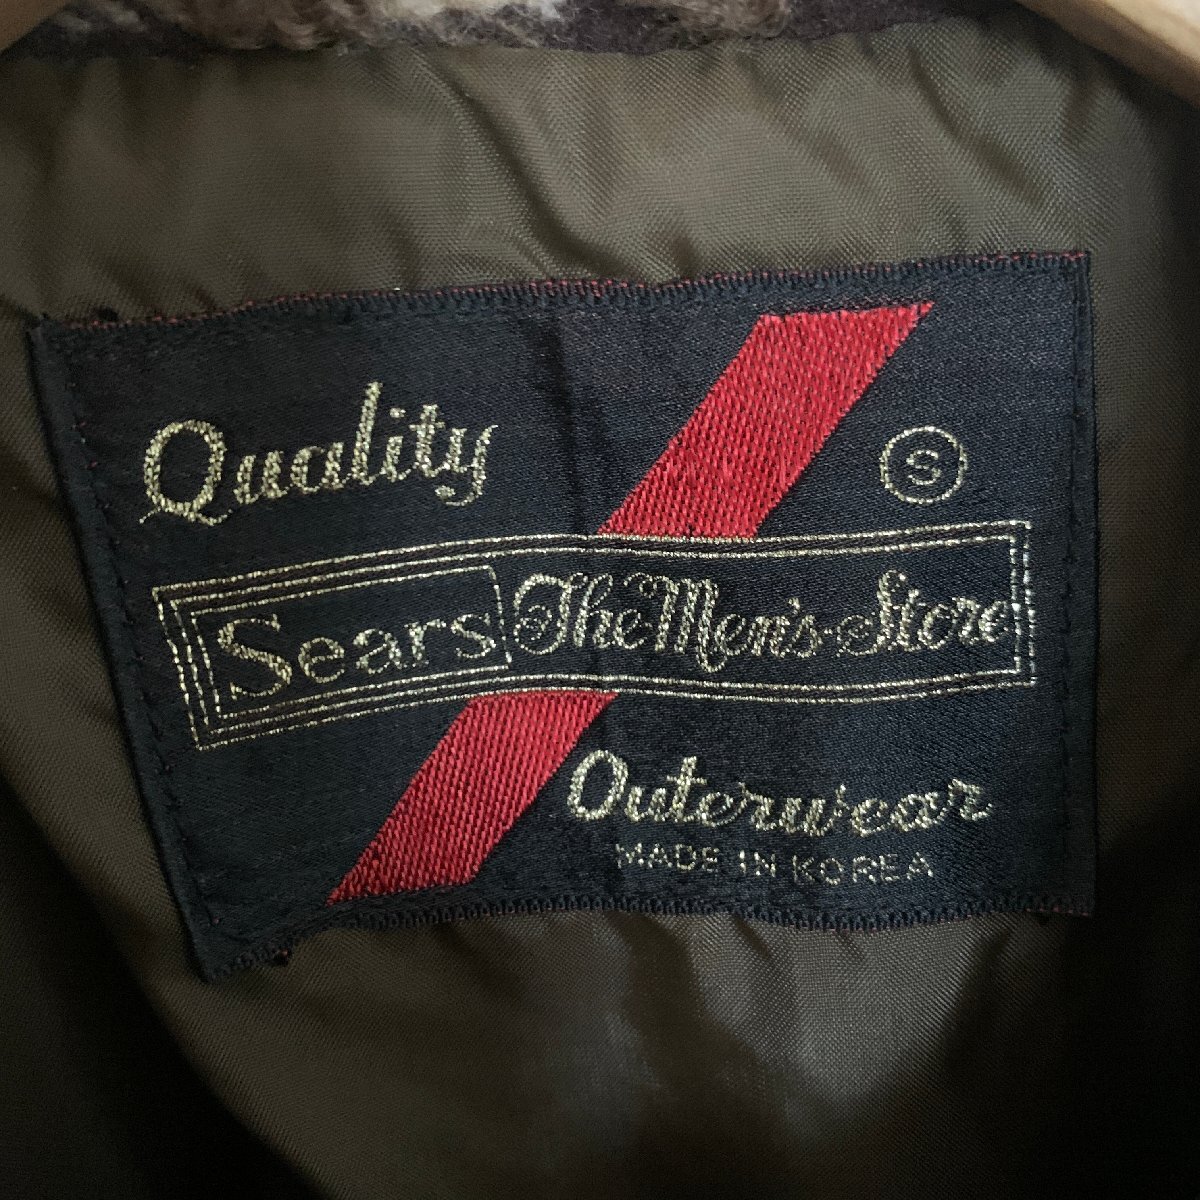 Quality
S
Sears The Men's Store
Outerwear
MADE IN KOREA